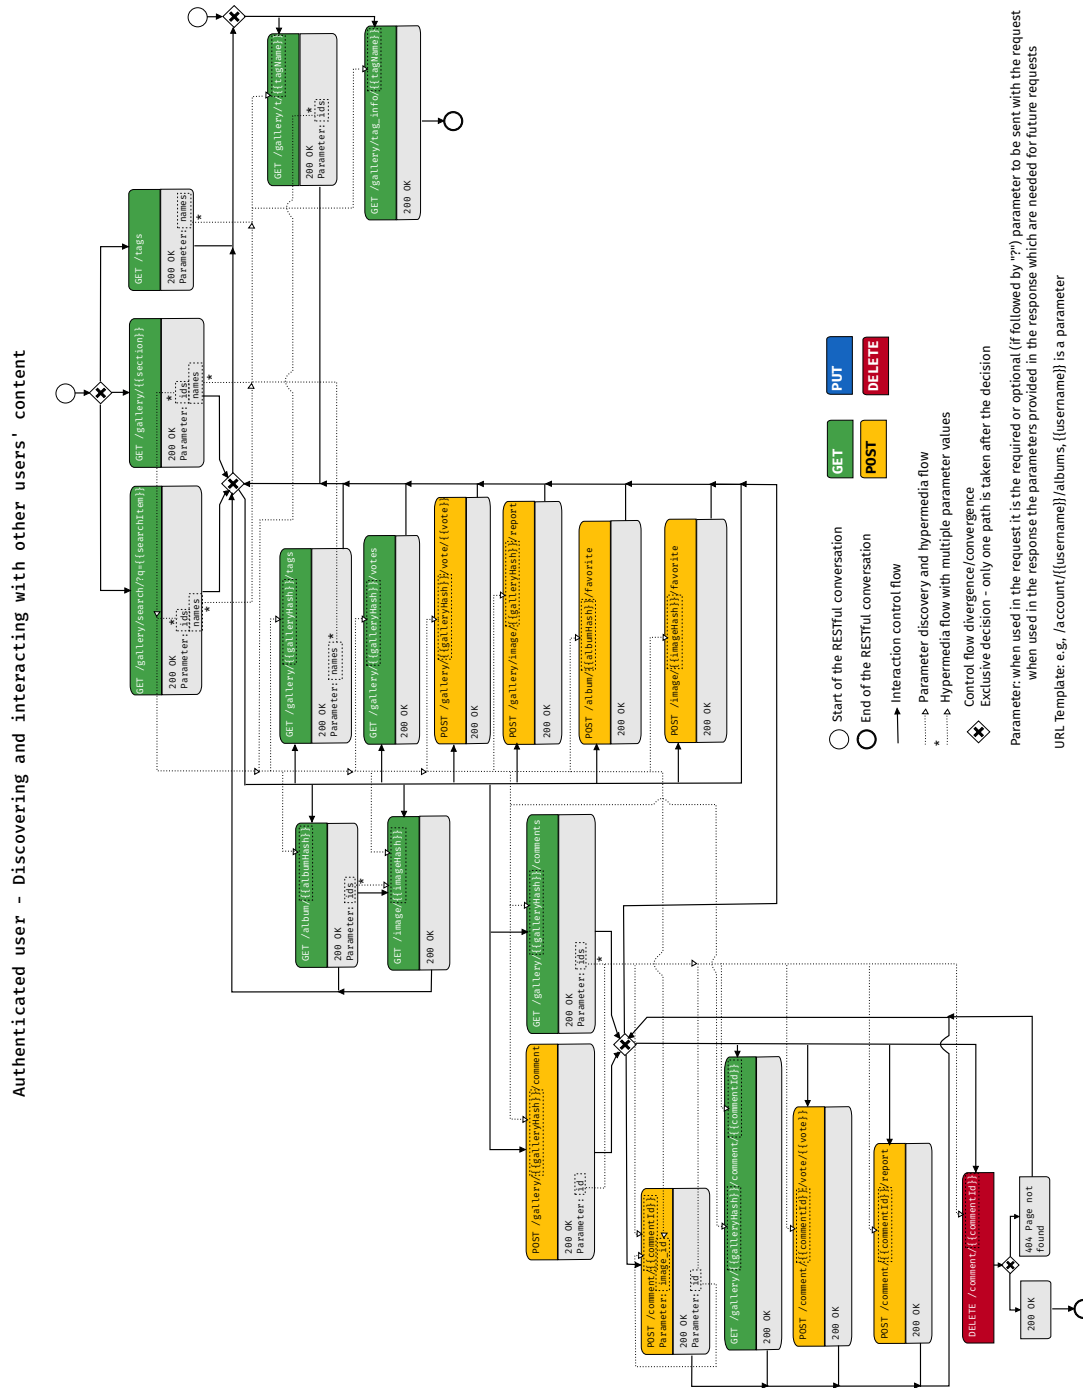 Authenticated user - Discovering and interacting with other users' content
GET /gallery/search/?q={{searchItem}}
200 OK
Parameter: ids
names
*
*
GET /gallery/{{section}}
200 OK
Parameter: ids
names
*
*
GET /tags
200 OK
Parameter: names
*
GET /gallery/t/{{tagName}}
200 OK
Parameter: ids
*
GET /gallery/tag_info/{{tagName}}
200 OK
GET /gallery/{{galleryHash}}/tags
200 OK
Parameter: names
*
GET /gallery/{{galleryHash}}/votes
200 OK
POST /gallery/{{galleryHash}}/vote/{{vote}}
200 OK
POST /gallery/image/{{galleryHash}}/report
200 OK
POST /album/{{albumHash}}/favorite
200 OK
POST /image/{{imageHash}}/favorite
200 OK
GET /album/{{albumHash}}
200 OK
Parameter: ids
*
GET /image/{{imageHash}}
200 OK
GET /gallery/{{galleryHash}}/comments
200 OK
Parameter: ids
*
POST /gallery/{{galleryHash}}/comment
200 OK
Parameter: id
POST /comment/{{commentId}}
Parameter: image_id
200 OK
Parameter: id
GET /gallery/{{galleryHash}}/comment/{{commentId}}
200 OK
POST /comment/{{commentId}}/vote/{{vote}}
200 OK
POST /comment/{{commentId}}/report
200 OK
DELETE /comment/{{commentId}}
200 OK
404 Page not
found
GET
PUT
POST
DELETE
Start of the RESTful conversation
End of the RESTful conversation
Interaction control flow
Parameter discovery and hypermedia flow
* Hypermedia flow with multiple parameter values
Control flow divergence/convergence
Exclusive decision - only one path is taken after the decision
Parameter: when used in the request it is the required or optional (if followed by "?") parameter to be sent with the request
when used in the response the parameters provided in the response which are needed for future requests
URL Template: e.g., /account/{{username}}/albums, {{username}} is a parameter